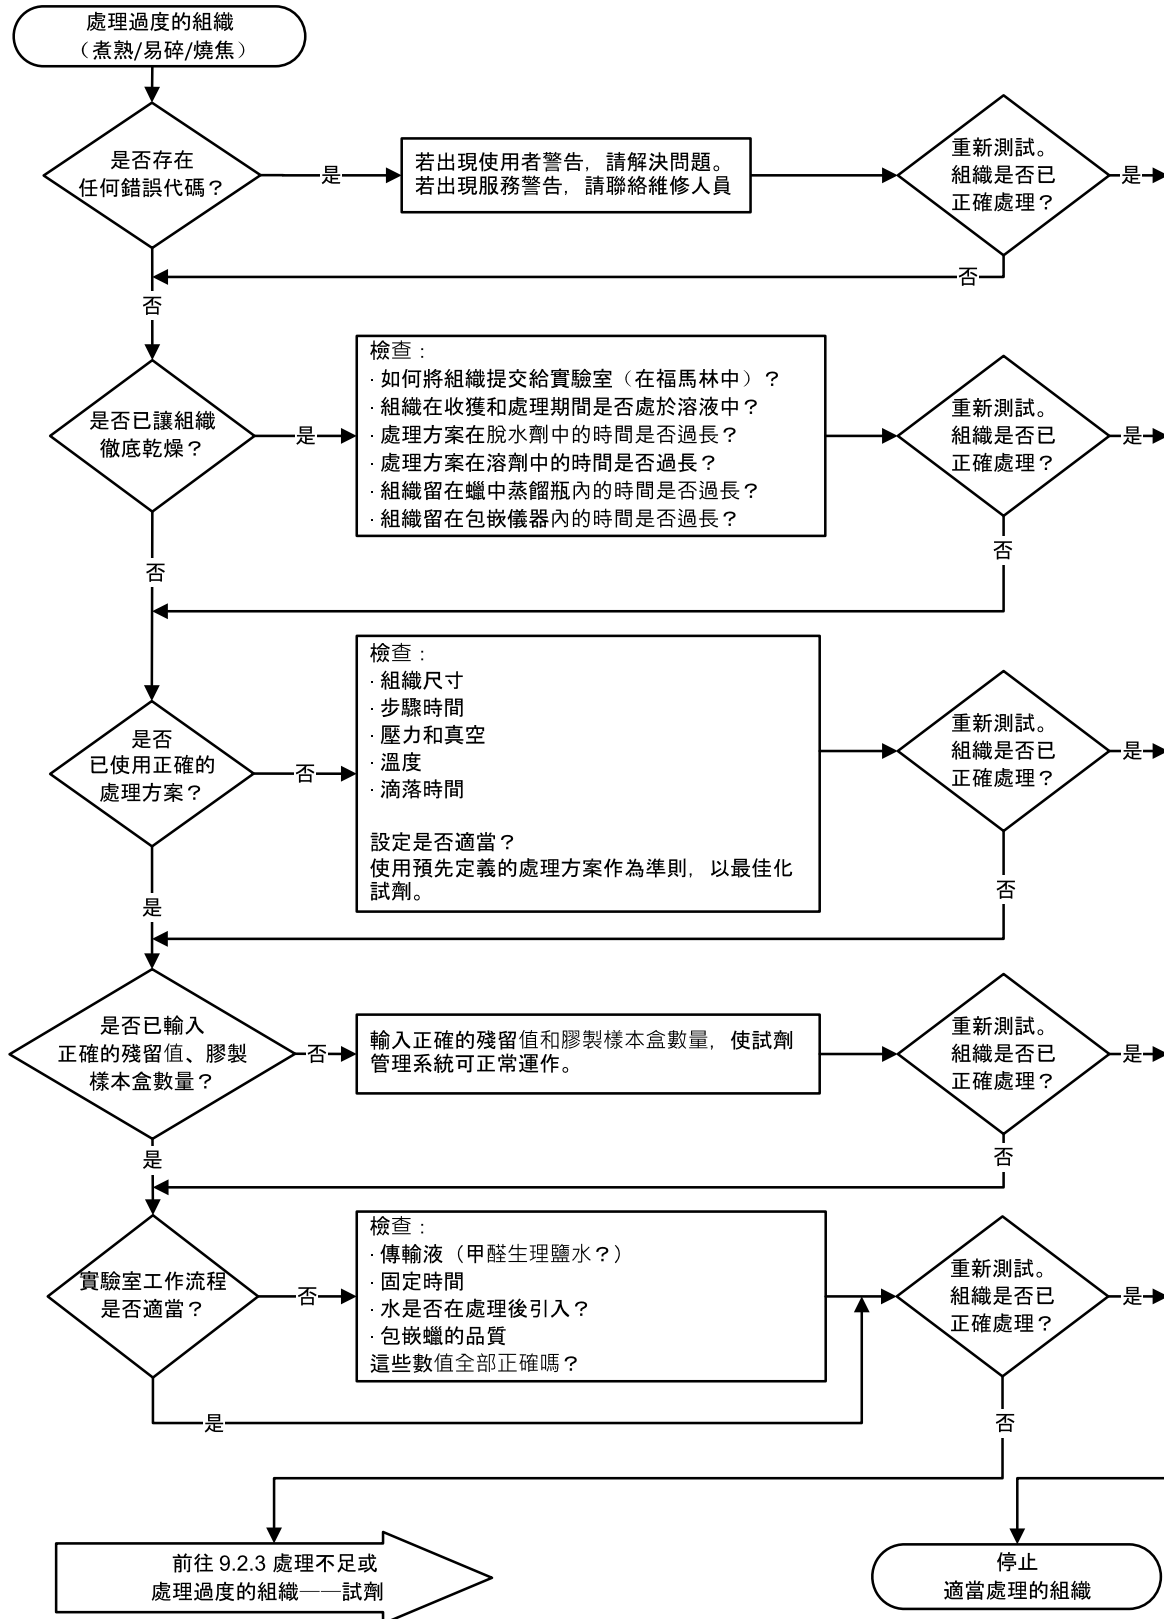 處理過度的組織
（煮熟/易碎/燒焦）
是否存在
任何錯誤代碼？
是
若出現使用者警告，請解決問題。
若出現服務警告，請聯絡維修人員
重新測試。
組織是否已
正確處理？
是
否
否
是否已讓組織
徹底乾燥？
是
檢查：
· 如何將組織提交給實驗室（在福馬林中）？
· 組織在收獲和處理期間是否處於溶液中？
· 處理方案在脫水劑中的時間是否過長？
· 處理方案在溶劑中的時間是否過長？
· 組織留在蠟中蒸餾瓶內的時間是否過長？
· 組織留在包嵌儀器內的時間是否過長？
重新測試。
組織是否已
正確處理？
是
否
否
是否
已使用正確的
處理方案？
否
檢查：
· 組織尺寸
· 步驟時間
· 壓力和真空
· 溫度
· 滴落時間
設定是否適當？
使用預先定義的處理方案作為準則，以最佳化
試劑。
重新測試。
組織是否已
正確處理？
是
否
是
是否已輸入
正確的殘留值、膠製
樣本盒數量？
否
輸入正確的殘留值和膠製樣本盒數量，使試劑
管理系統可正常運作。
重新測試。
組織是否已
正確處理？
是
否
是
實驗室工作流程
是否適當？
否
檢查：
· 傳輸液（甲醛生理鹽水？）
· 固定時間
· 水是否在處理後引入？
· 包嵌蠟的品質
這些數值全部正確嗎？
重新測試。
組織是否已
正確處理？
是
是
否
前往 9.2.3 處理不足或
處理過度的組織——試劑
停止
適當處理的組織